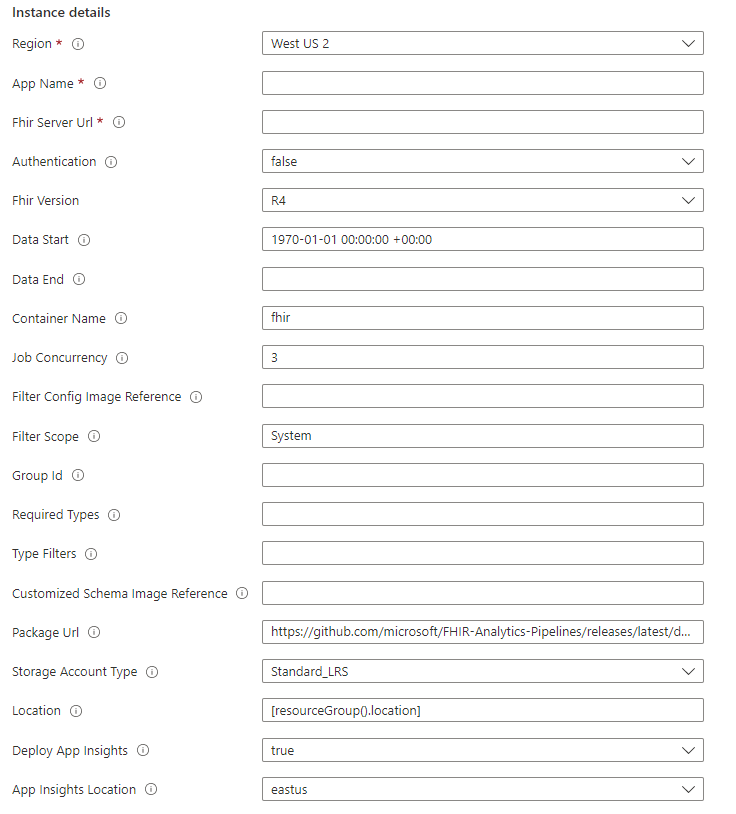 Instance details
Region * West US 2
App Name *
Fhir Server Url *
Authentication false
Fhir Version R4
Data Start 1970-01-01 00:00:00 +00:00
Data End
Container Name fhir
Job Concurrency 3
Filter Config Image Reference
Filter Scope System
Group Id
Required Types
Type Filters
Customized Schema Image Reference
Package Url https://github.com/microsoft/FHIR-Analytics-Pipelines/releases/latest/d...
Storage Account Type Standard_LRS
Location [resourceGroup().location]
Deploy App Insights true
App Insights Location eastus